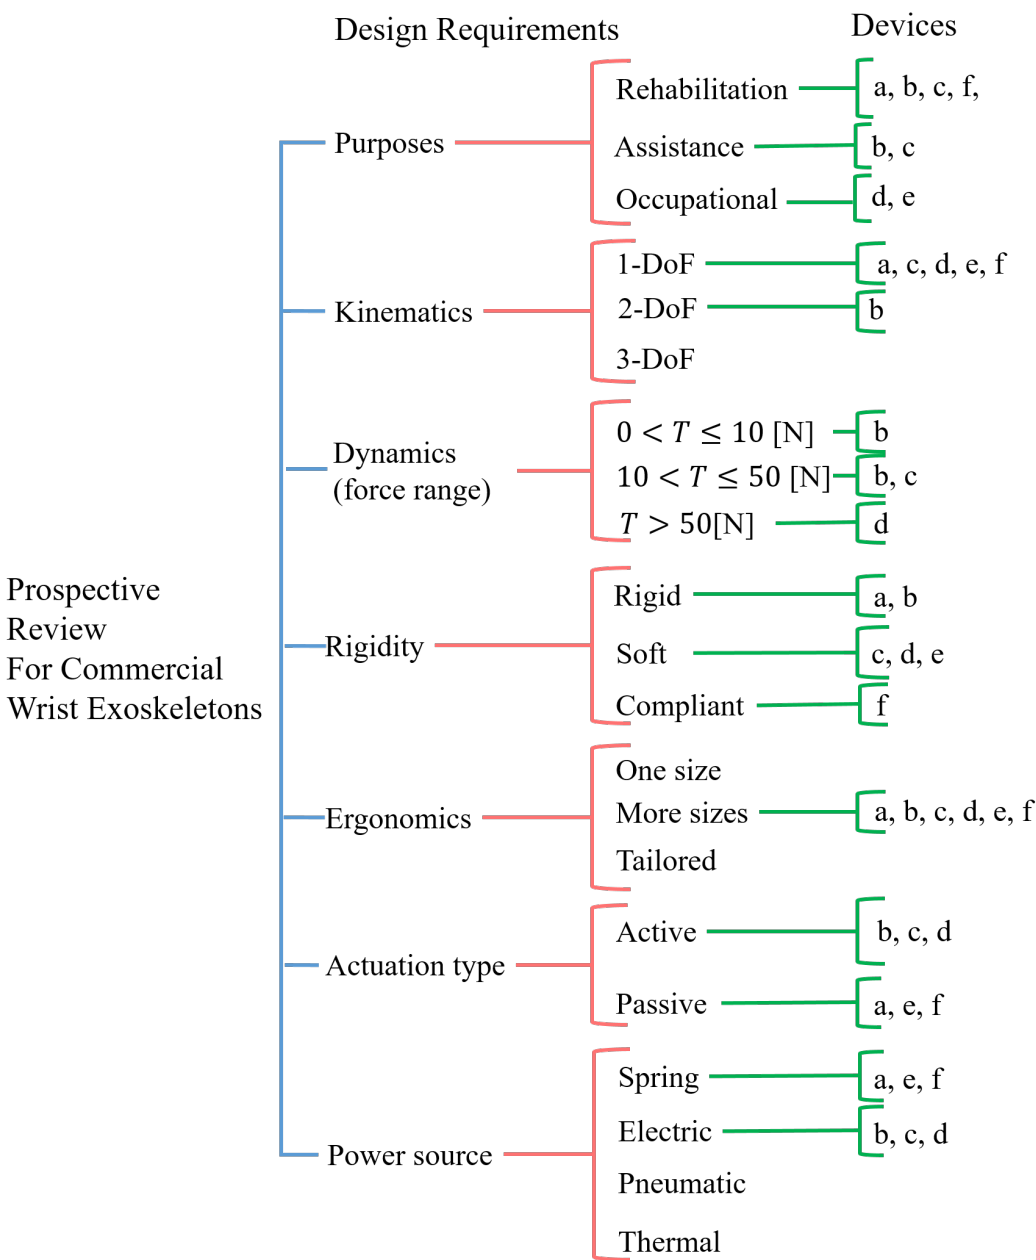 Design Requirements
Devices
Purposes
Rehabilitation
a, b, c, f,
Assistance
b, c
Occupational
d, e
Kinematics
1-DoF
a, c, d, e, f
2-DoF
b
3-DoF
Dynamics
(force range)
0 < T ≤ 10 [N]
b
10 < T ≤ 50 [N]
b, c
T > 50[N]
d
Prospective
Review
For Commercial
Wrist Exoskeletons
Rigidity
Rigid
a, b
Soft
c, d, e
Compliant
f
Ergonomics
One size
More sizes
a, b, c, d, e, f
Tailored
Actuation type
Active
b, c, d
Passive
a, e, f
Power source
Spring
a, e, f
Electric
b, c, d
Pneumatic
Thermal